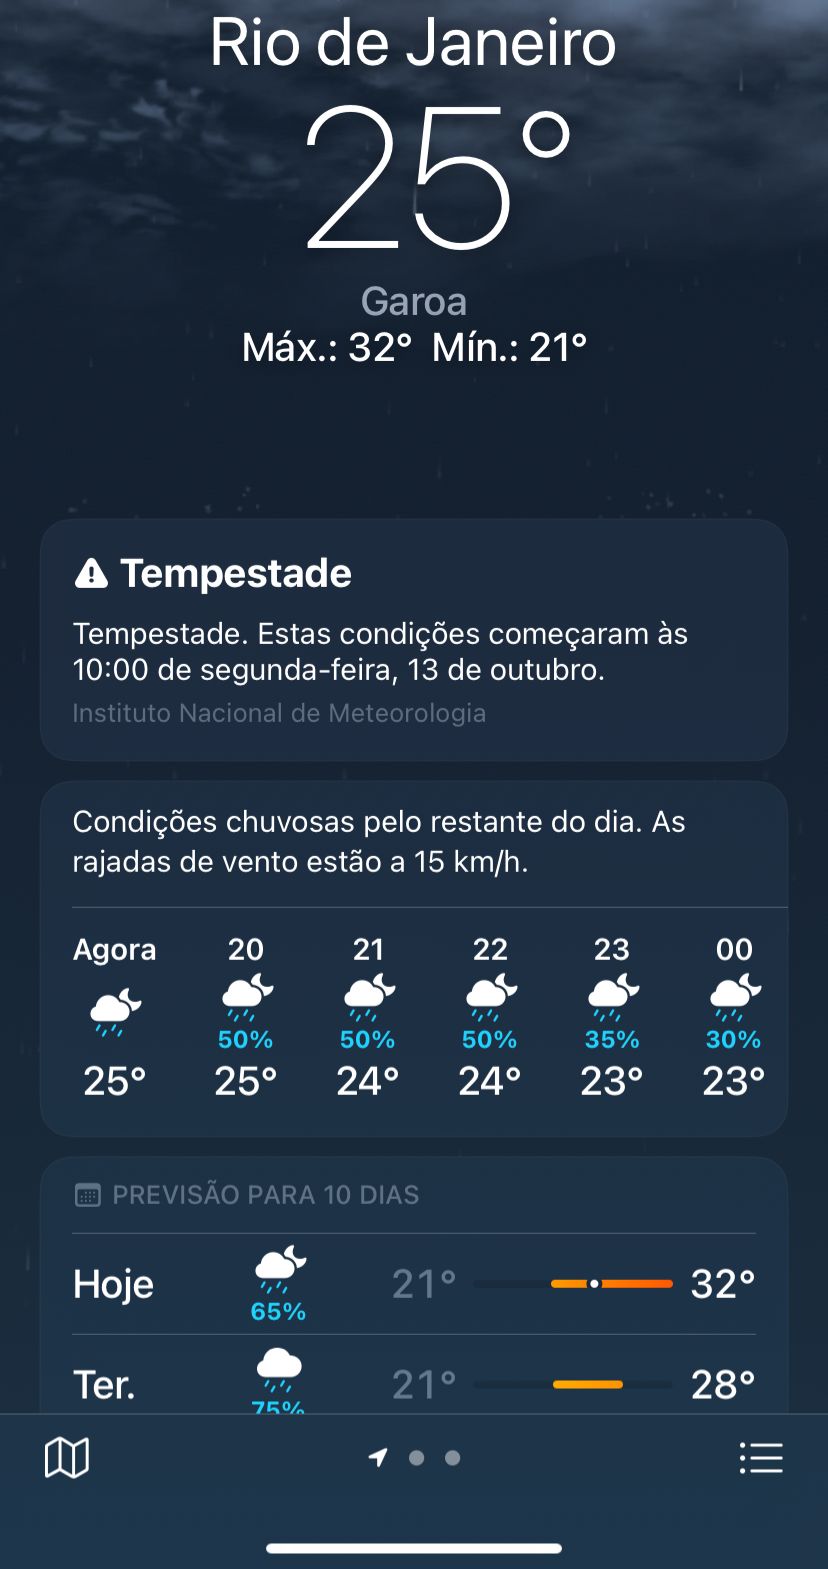 Rio de Janeiro
25°
Garoa
Máx.: 32° Mín.: 21°
Tempestade
Tempestade. Estas condições começaram às
10:00 de segunda-feira, 13 de outubro.
Instituto Nacional de Meteorologia
Condições chuvosas pelo restante do dia. As
rajadas de vento estão a 15 km/h.
Agora 20 21 22 23 00
50% 50% 50% 35% 30%
25° 25° 24° 24° 23° 23°
PREVISÃO PARA 10 DIAS
Hoje 65% 21° 32°
Ter. 75% 21° 28°